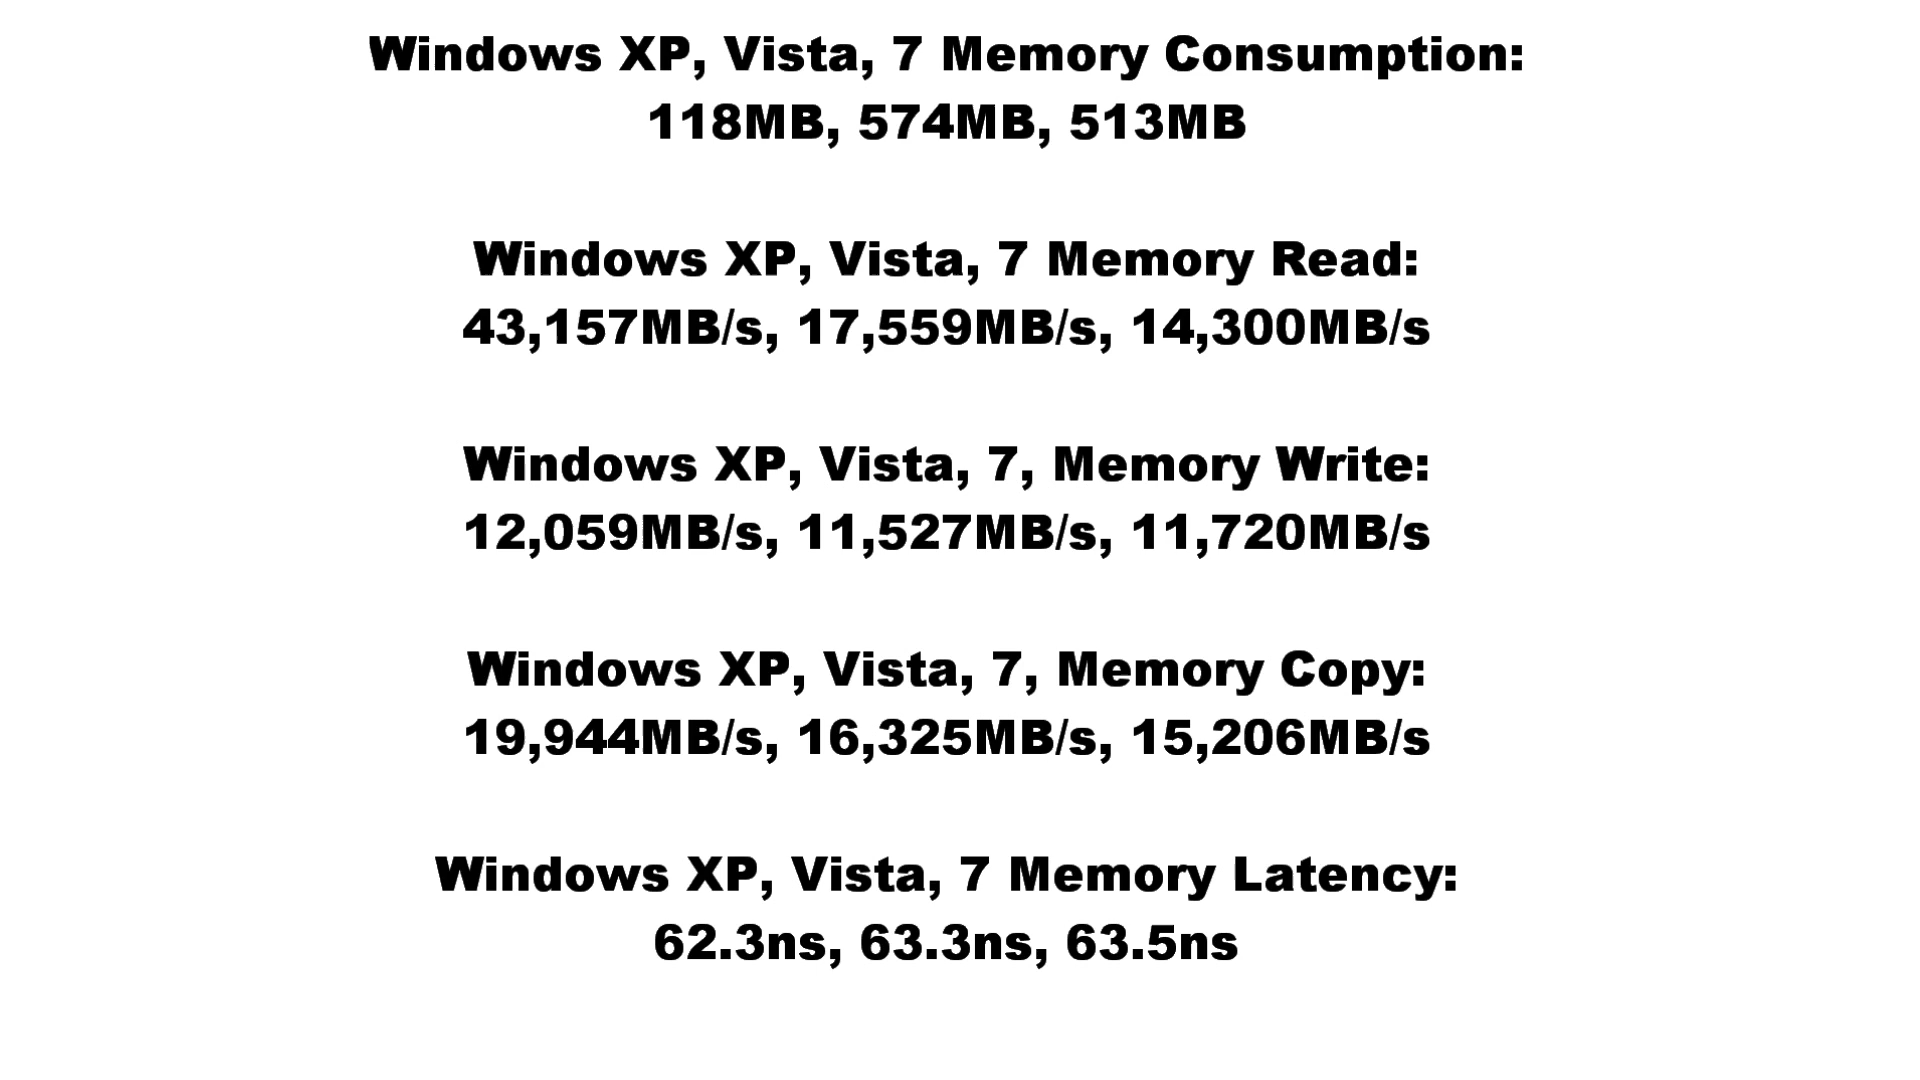 Windows XP, Vista, 7 Memory Consumption:
118MB, 574MB, 513MB
Windows XP, Vista, 7 Memory Read:
43,157MB/s, 17,559MB/s, 14,300MB/s
Windows XP, Vista, 7, Memory Write:
12,059MB/s, 11,527MB/s, 11,720MB/s
Windows XP, Vista, 7, Memory Copy:
19,944MB/s, 16,325MB/s, 15,206MB/s
Windows XP, Vista, 7 Memory Latency:
62.3ns, 63.3ns, 63.5ns